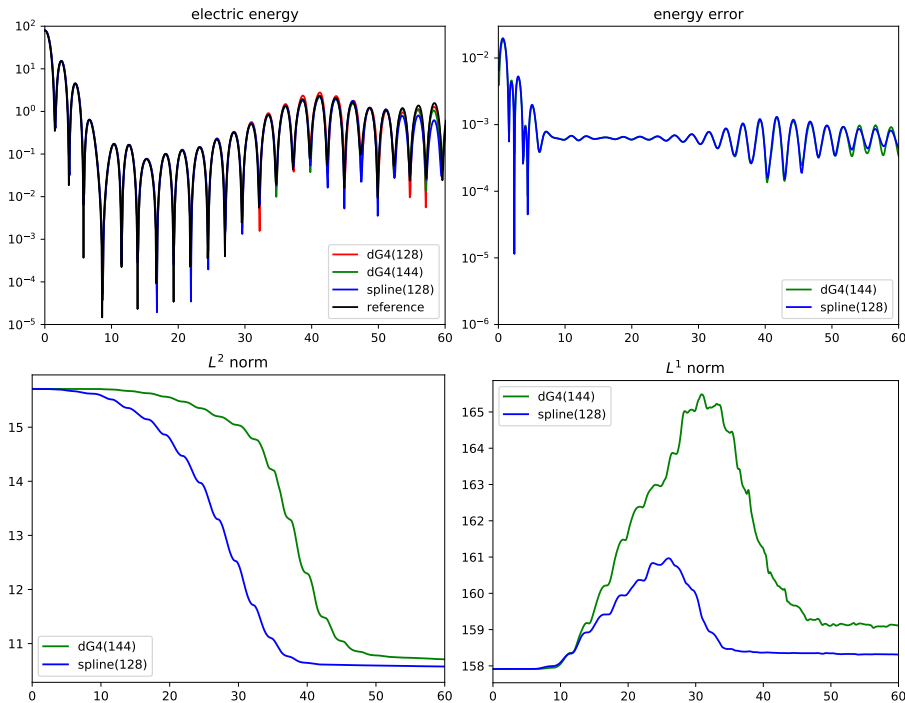 electric energy
10^2
10^1
10^0
10^−1
10^−2
10^−3
10^−4
10^−5
0 10 20 30 40 50 60
dG4(128)
dG4(144)
spline(128)
reference
energy error
10^−2
10^−3
10^−4
10^−5
10^−6
0 10 20 30 40 50 60
dG4(144)
spline(128)
L^2 norm
15
14
13
12
11
0 10 20 30 40 50 60
dG4(144)
spline(128)
L^1 norm
165
164
163
162
161
160
159
158
0 10 20 30 40 50 60
dG4(144)
spline(128)